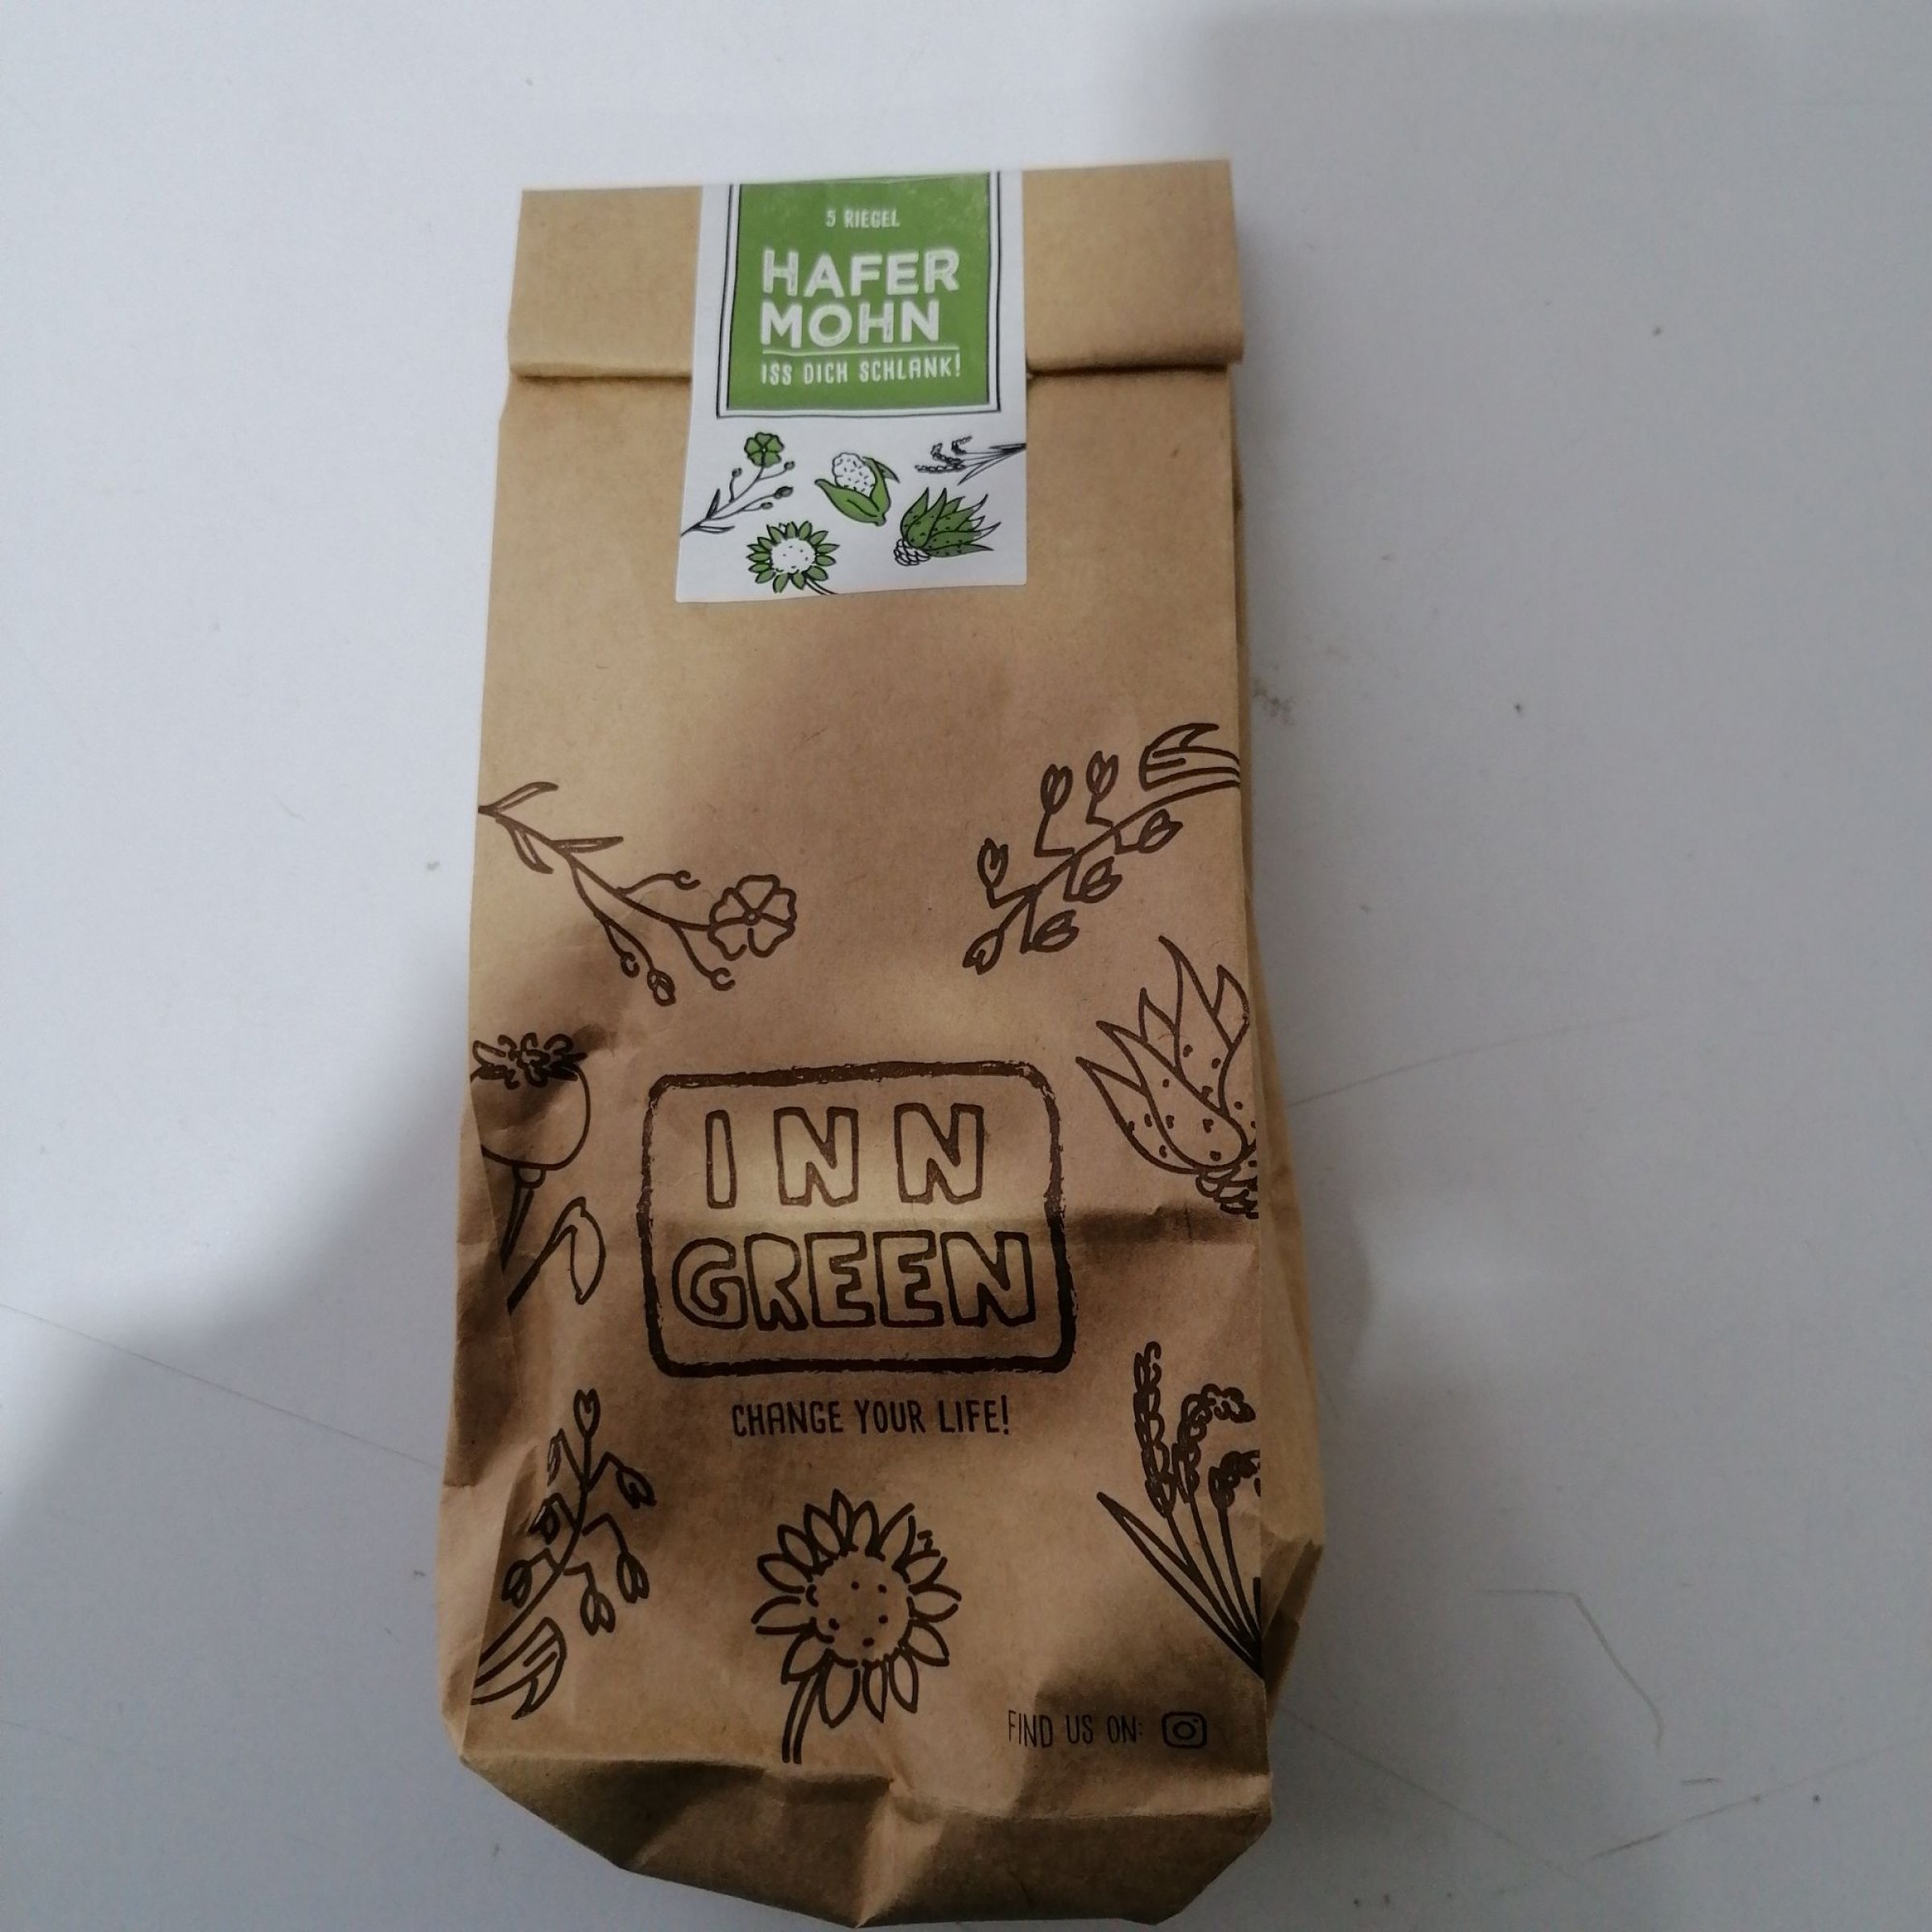 5 RIEGEL
HAFER
MOHN
ISS DICH SCHLANK!
INN
GREEN
CHANGE YOUR LIFE!
FIND US ON: